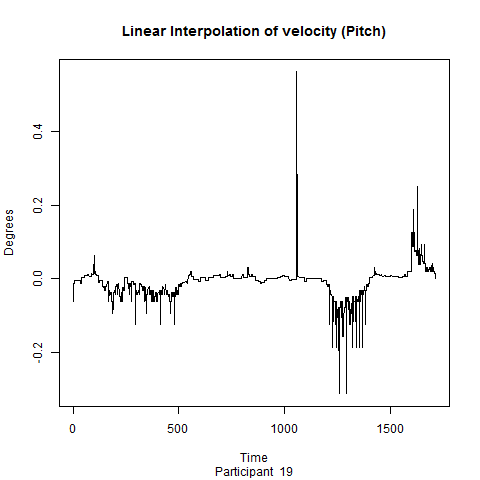 Linear Interpolation of velocity (Pitch)
Degrees
0.4
0.2
0.0
-0.2
0 500 1000 1500
Time
Participant 19